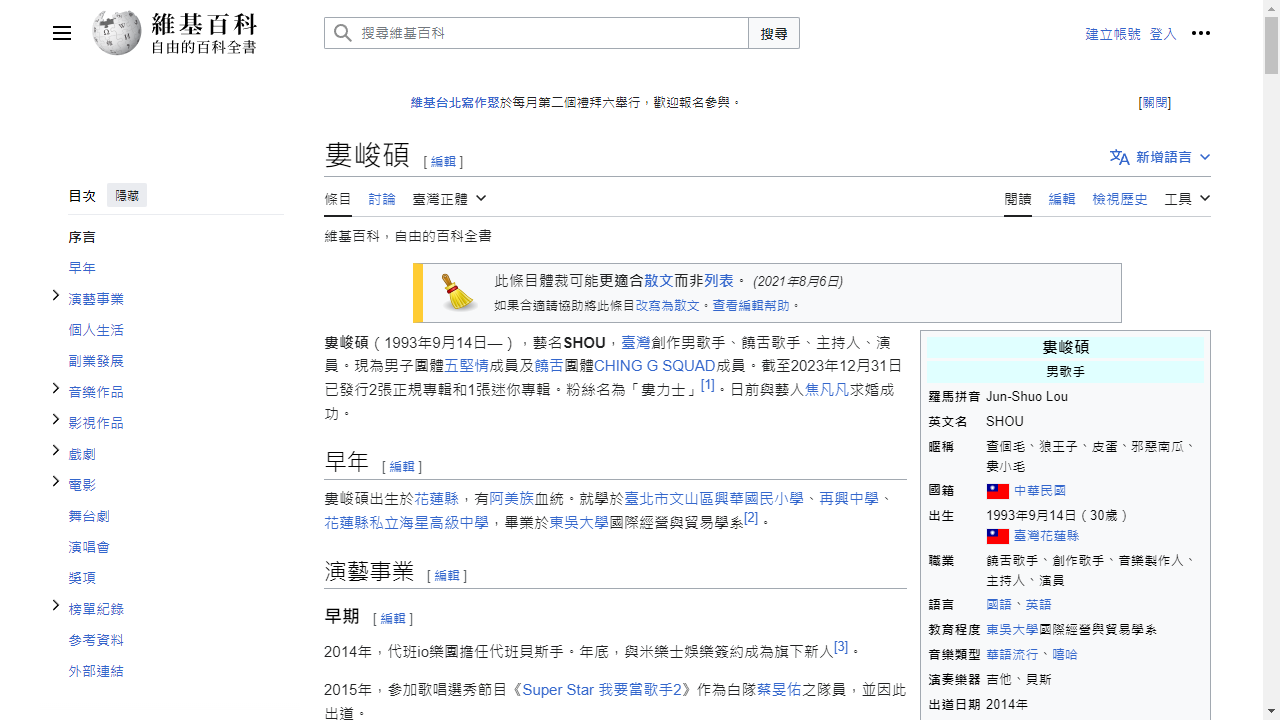 維基百科
自由的百科全書
搜尋維基百科
搜尋
建立帳號 登入
維基台北寫作聚於每月第二個禮拜六舉行，歡迎報名參與。
[關閉]
婁峻碩 [ 編輯 ]
新增語言
目次 隱藏
序言
早年
演藝事業
個人生活
副業發展
音樂作品
影視作品
戲劇
電影
舞台劇
演唱會
獎項
榜單紀錄
參考資料
外部連結
條目 討論 臺灣正體
閱讀 編輯 檢視歷史 工具
維基百科，自由的百科全書
此條目體裁可能更適合散文而非列表。 (2021年8月6日)
如果合適請協助將此條目改寫為散文。查看編輯幫助。
婁峻碩（1993年9月14日—），藝名SHOU，臺灣創作男歌手、饒舌歌手、主持人、演
員。現為男子團體五堅情成員及饒舌團體CHING G SQUAD成員。截至2023年12月31日
已發行2張正規專輯和1張迷你專輯。粉絲名為「婁力士」[1]。日前與藝人焦凡凡求婚成
功。
早年 [ 編輯 ]
婁峻碩出生於花蓮縣，有阿美族血統。就學於臺北市文山區興華國民小學、再興中學、
花蓮縣私立海星高級中學，畢業於東吳大學國際經營與貿易學系[2]。
演藝事業 [ 編輯 ]
早期 [ 編輯 ]
2014年，代班io樂團擔任代班貝斯手。年底，與米樂士娛樂簽約成為旗下新人[3]。
2015年，參加歌唱選秀節目《Super Star 我要當歌手2》作為白隊蔡旻佑之隊員，並因此
出道。
婁峻碩
男歌手
羅馬拼音 Jun-Shuo Lou
英文名 SHOU
暱稱 查個毛、狼王子、皮蛋、邪惡南瓜、
婁小毛
國籍 中華民國
出生 1993年9月14日（30歲）
臺灣花蓮縣
職業 饒舌歌手、創作歌手、音樂製作人、
主持人、演員
語言 國語、英語
教育程度 東吳大學國際經營與貿易學系
音樂類型 華語流行、嘻哈
演奏樂器 吉他、貝斯
出道日期 2014年